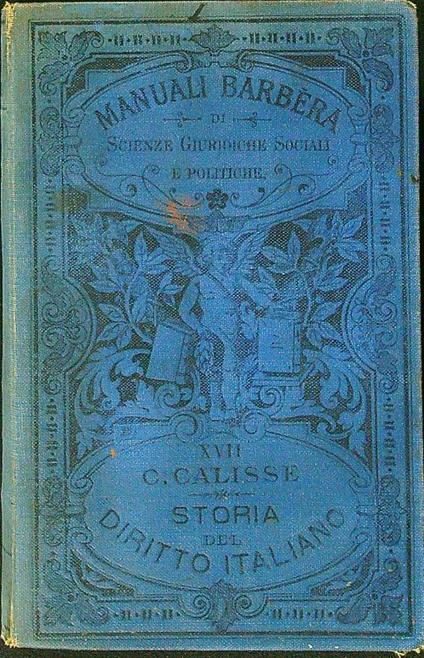 MANUALI BARBÈRA
DI
SCIENZE GIURIDICHE SOCIALI
E POLITICHE.
XVII
C. CALISSE
STORIA
DEL
DIRITTO ITALIANO